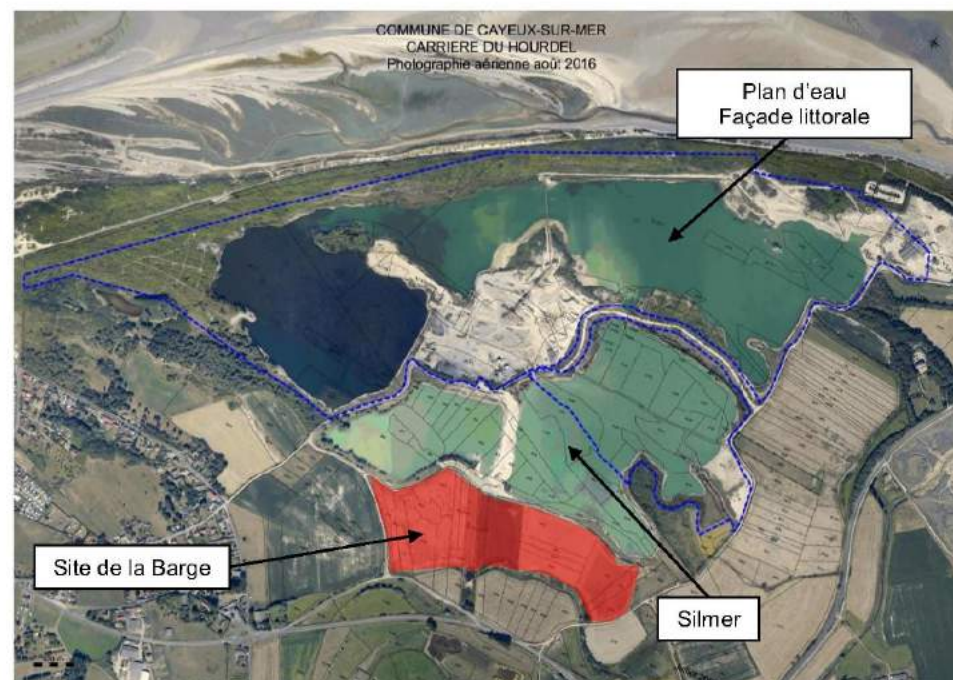 COMMUNE DE CAYEUX-SUR-MER
CARRIERE DU HOURDEL
Photographie aérienne août 2016
Plan d'eau
Façade littorale
Site de la Barge
Silmer